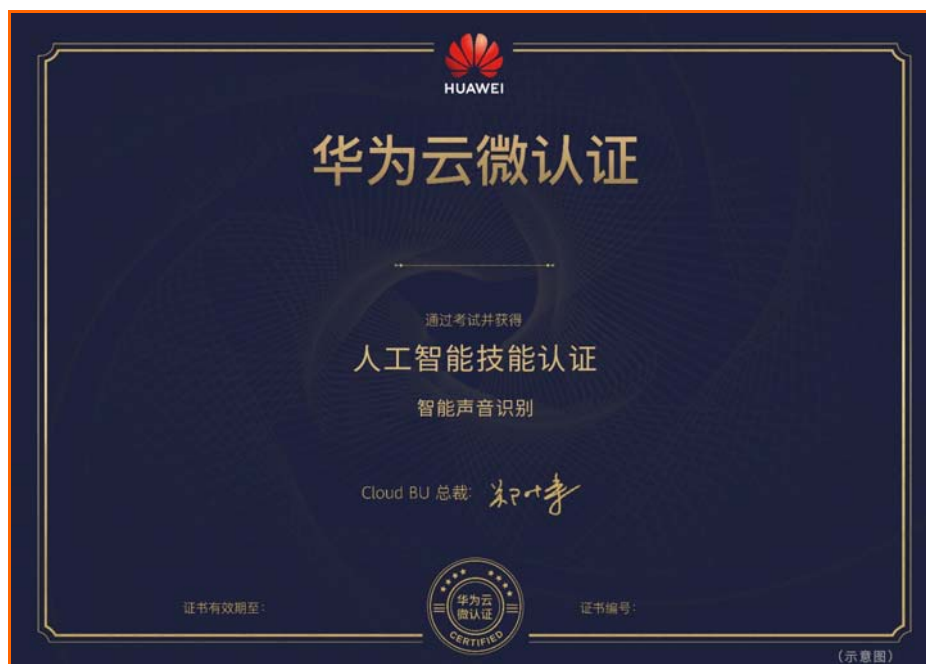 HUAWEI
华为云微认证
通过考试并获得
人工智能技能认证
智能声音识别
Cloud BU 总裁:
证书有效期至:
华为云
微认证
CERTIFIED
证书编号:
(示意图)